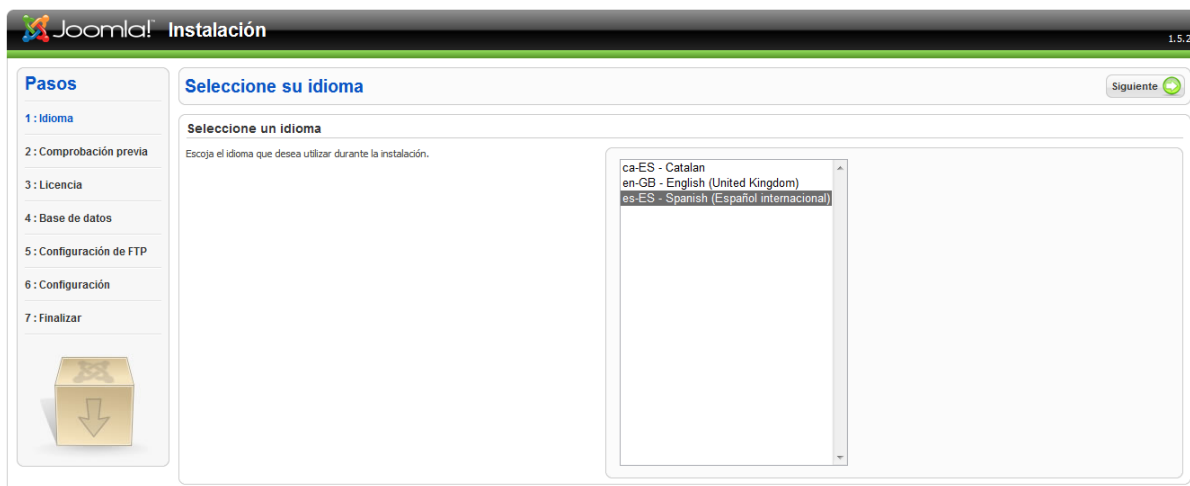 Joomla! Instalación
1.5.2
Pasos
1 : Idioma
2 : Comprobación previa
3 : Licencia
4 : Base de datos
5 : Configuración de FTP
6 : Configuración
7 : Finalizar
Seleccione su idioma
Siguiente
Seleccione un idioma
Escoja el idioma que desea utilizar durante la instalación.
ca-ES - Catalan
en-GB - English (United Kingdom)
es-ES - Spanish (Español internacional)